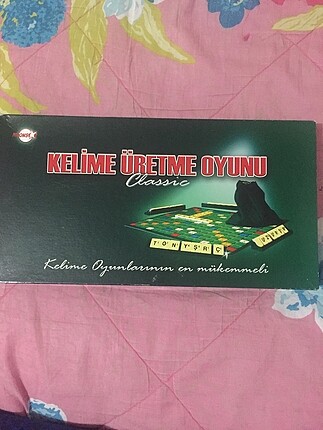 KELİME ÜRETME OYUNU
Classic
T O N Y Ş R Ç
Kelime Oyunlarının en mükemmeli